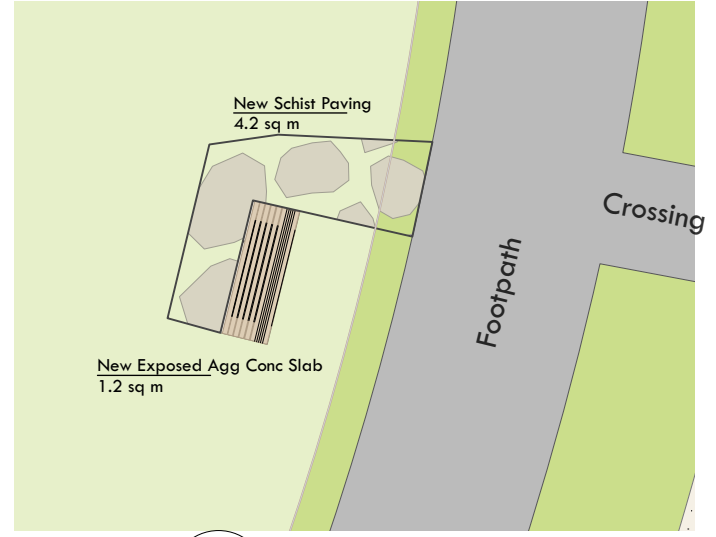 New Schist Paving
4.2 sq m
Crossing
Footpath
New Exposed Agg Conc Slab
1.2 sq m